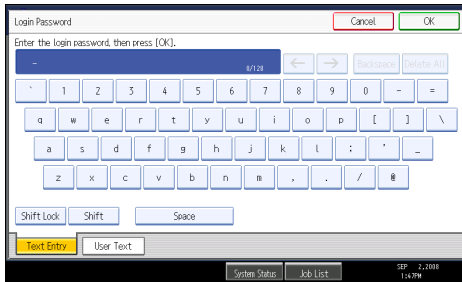 Login Password Cancel OK
Enter the login password, then press [OK].
_ 0/128 ← → Backspace Delete All
` 1 2 3 4 5 6 7 8 9 0 - =
q w e r t y u i o p [ ] \
a s d f g h j k l ; ' _
z x c v b n m , . / @
Shift Lock Shift Space
Text Entry User Text
System Status Job List SEP 2,2008
1:47PM